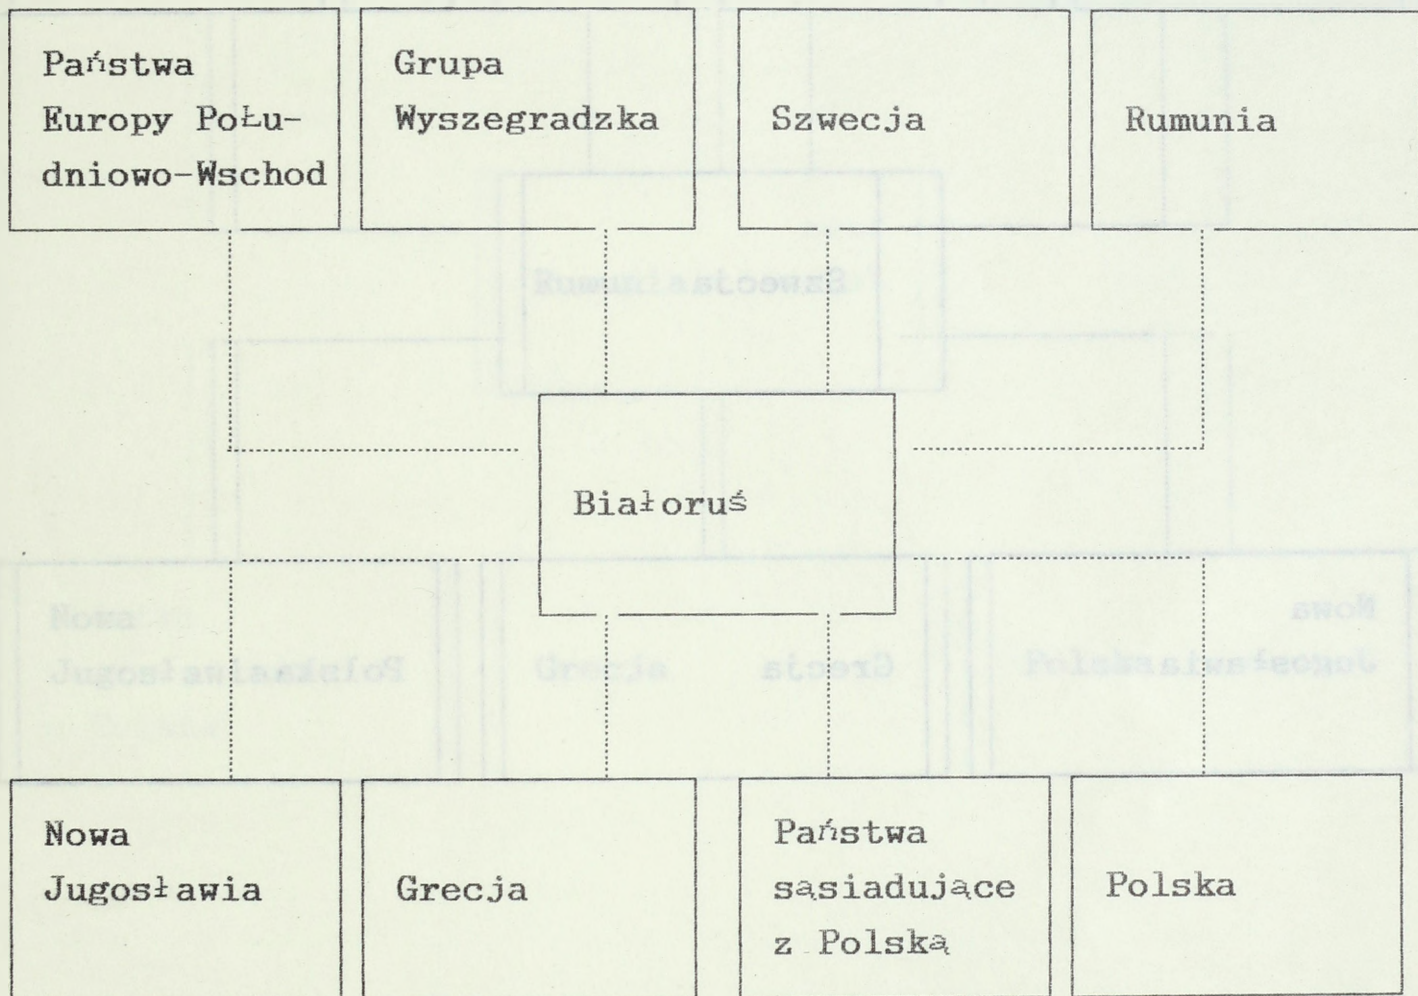 Państwa
Europy Połu-
dniowo-Wschod
Grupa
Wyszegradzka
Szwecja
Rumunia
Białoruś
Nowa
Jugosławia
Grecja
Państwa
sąsiadujące
z Polską
Polska